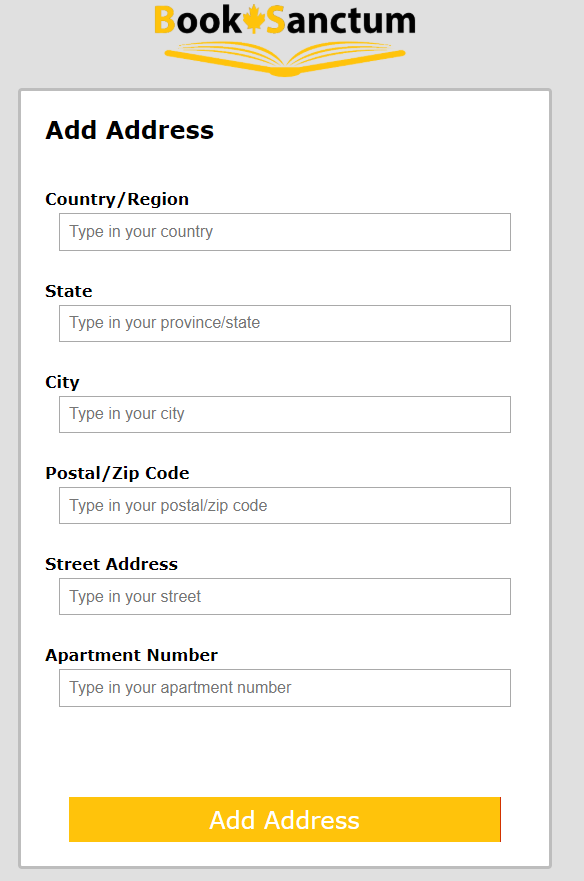 Book Sanctum
Add Address
Country/Region
Type in your country
State
Type in your province/state
City
Type in your city
Postal/Zip Code
Type in your postal/zip code
Street Address
Type in your street
Apartment Number
Type in your apartment number
Add Address